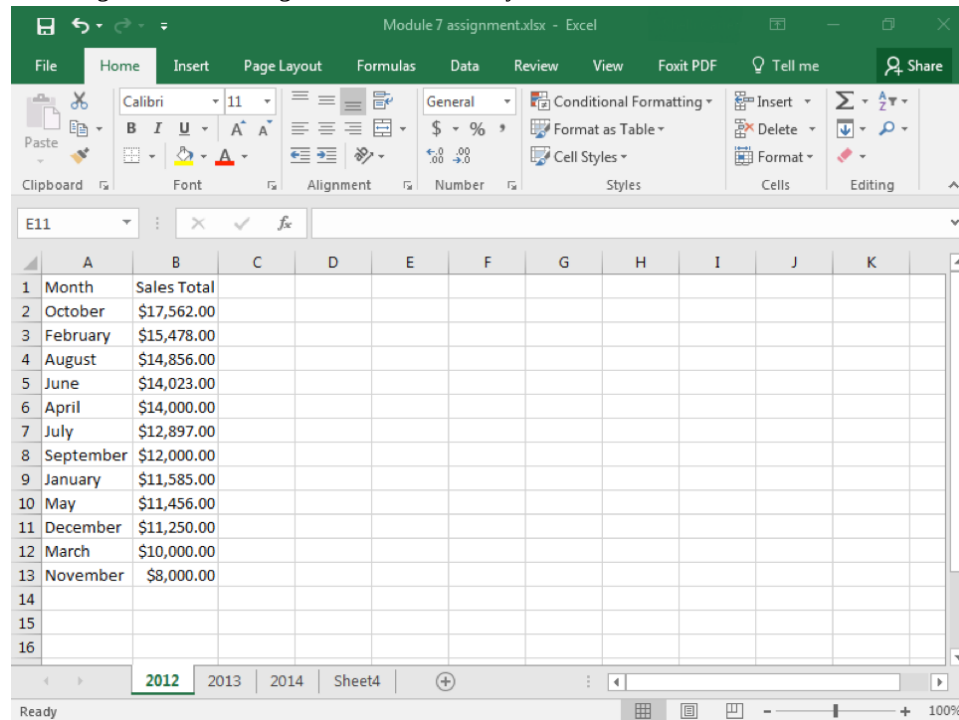 Module 7 assignment.xlsx - Excel
File Home Insert Page Layout Formulas Data Review View Foxit PDF Tell me Share
Calibri 11 General Conditional Formatting Insert
Paste B I U A A $ % , Format as Table Delete
A .0 .00 .00 .0 Cell Styles Format
Clipboard Font Alignment Number Styles Cells Editing
E11 fx
A B C D E F G H I J K
1 Month Sales Total
2 October $17,562.00
3 February $15,478.00
4 August $14,856.00
5 June $14,023.00
6 April $14,000.00
7 July $12,897.00
8 September $12,000.00
9 January $11,585.00
10 May $11,456.00
11 December $11,250.00
12 March $10,000.00
13 November $8,000.00
14
15
16
2012 2013 2014 Sheet4
Ready 100%